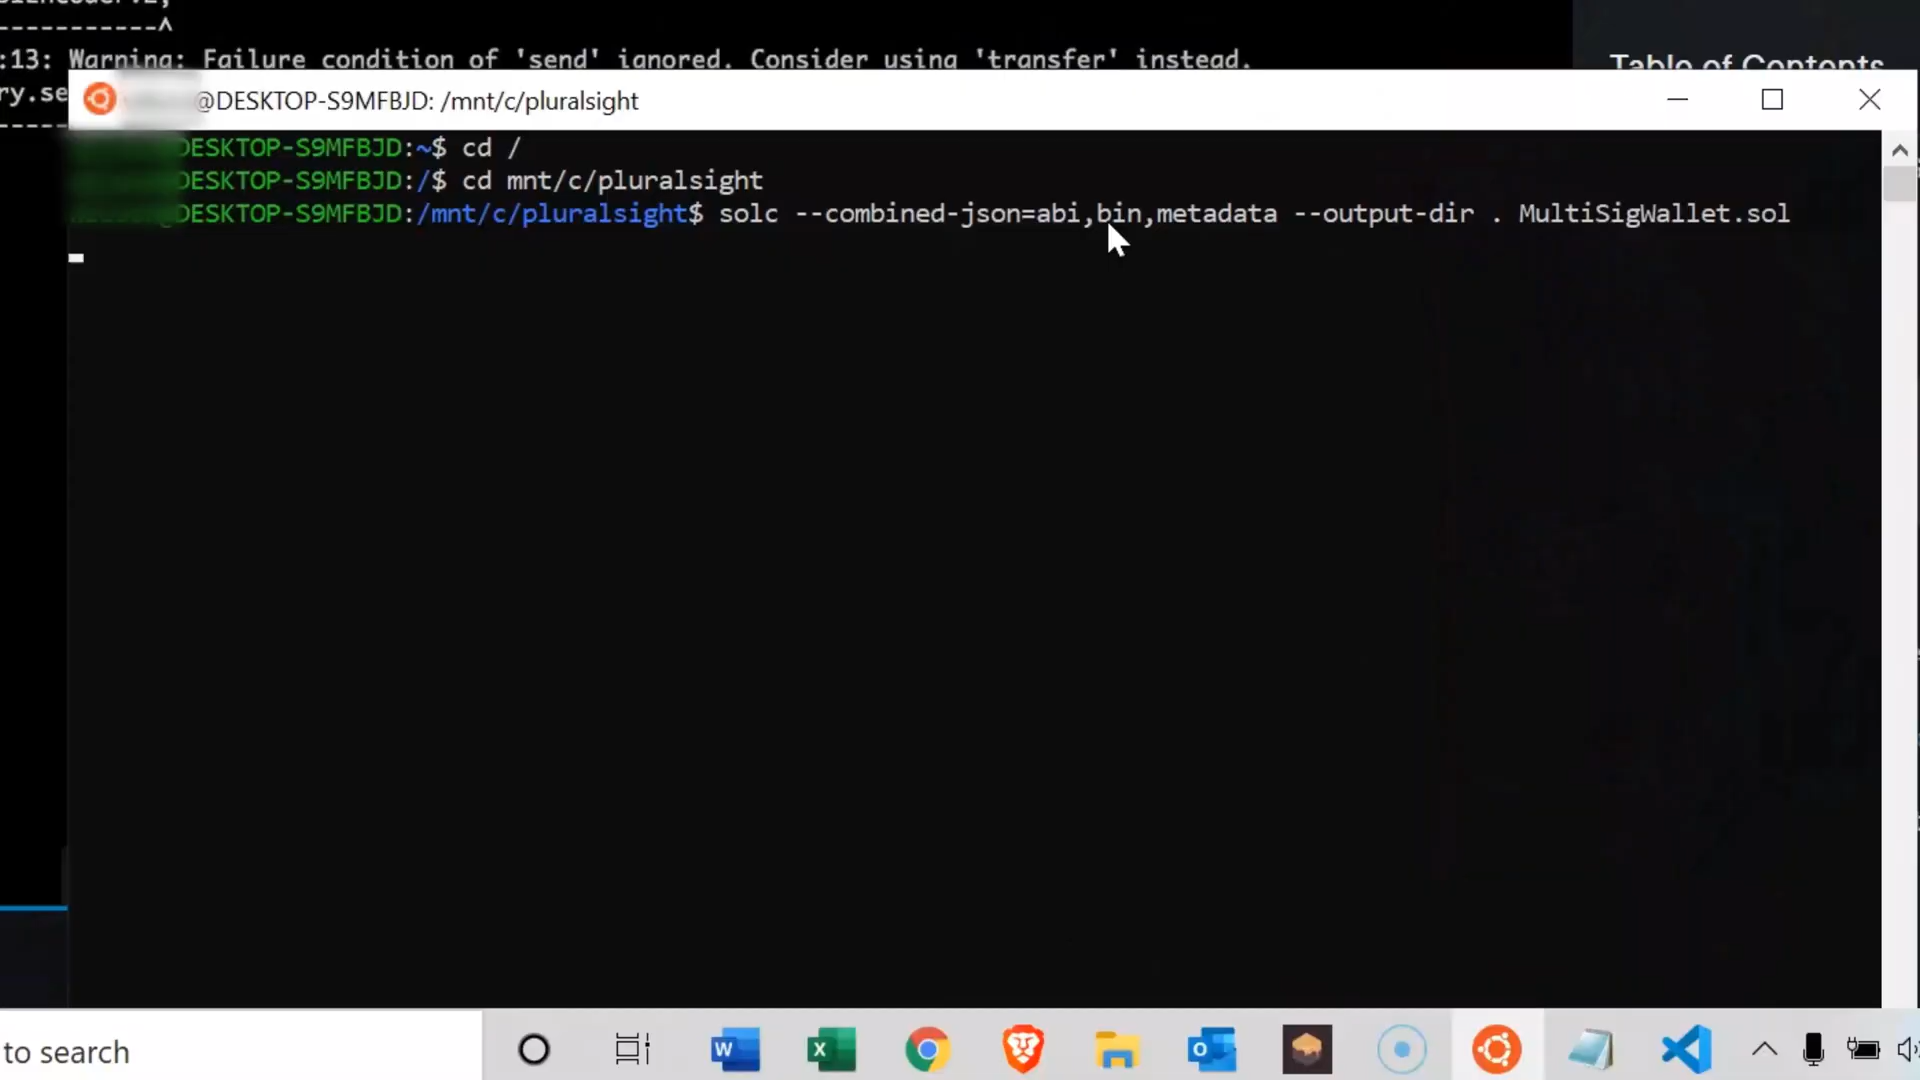 -----------^
:13: Warning: Failure condition of 'send' ignored. Consider using 'transfer' instead.
Table of Contents
ry.se
@DESKTOP-S9MFBJD: /mnt/c/pluralsight
DESKTOP-S9MFBJD:~$ cd /
DESKTOP-S9MFBJD:/$ cd mnt/c/pluralsight
@DESKTOP-S9MFBJD:/mnt/c/pluralsight$ solc --combined-json=abi,bin,metadata --output-dir . MultiSigWallet.sol
to search